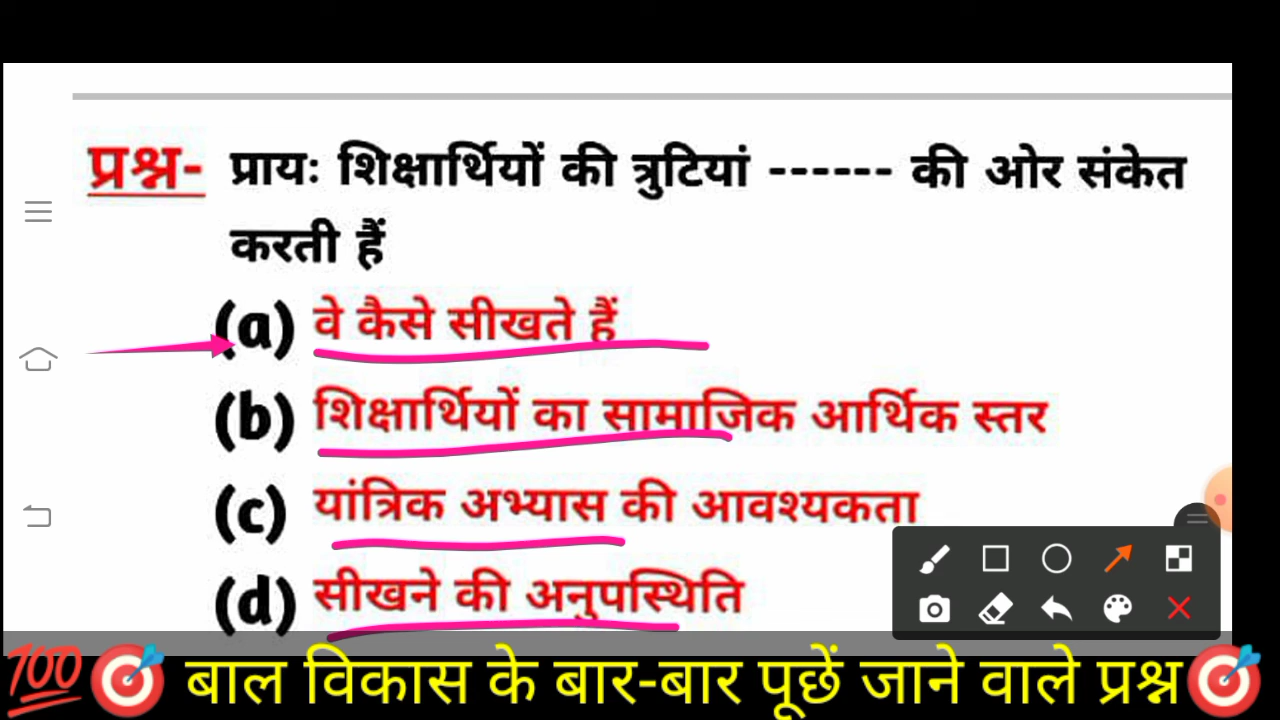 प्रश्न- प्रायः शिक्षार्थियों की त्रुटियां ------ की ओर संकेत
करती हैं
(a) वे कैसे सीखते हैं
(b) शिक्षार्थियों का सामाजिक आर्थिक स्तर
(c) यांत्रिक अभ्यास की आवश्यकता
(d) सीखने की अनुपस्थिति
💯🎯 बाल विकास के बार-बार पूछें जाने वाले प्रश्न🎯